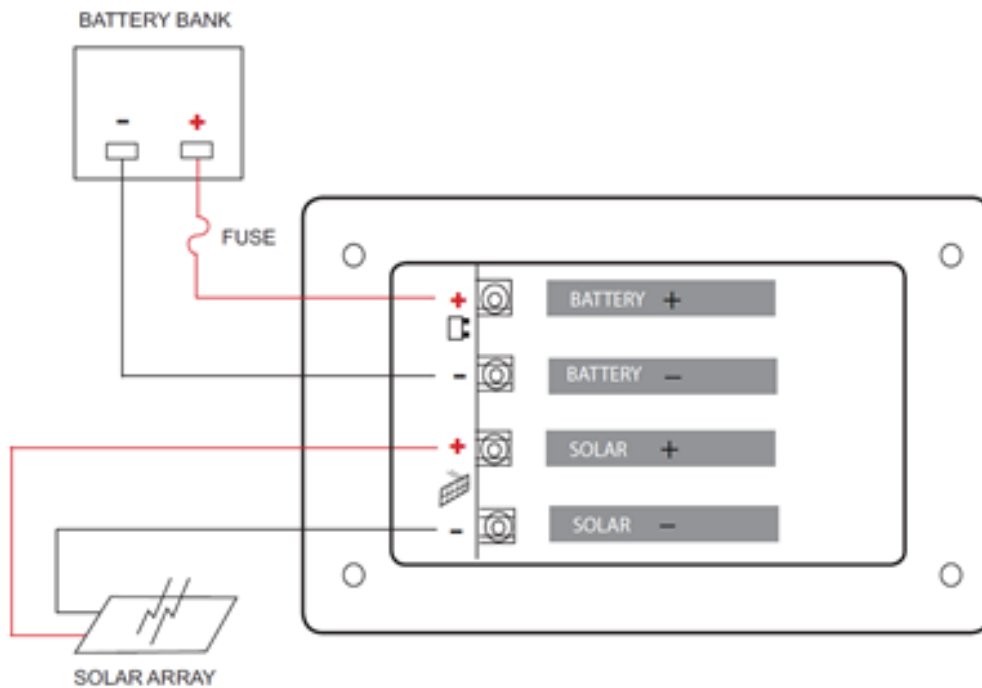 BATTERY BANK
- +
FUSE
+ BATTERY +
- BATTERY -
+ SOLAR +
- SOLAR -
SOLAR ARRAY